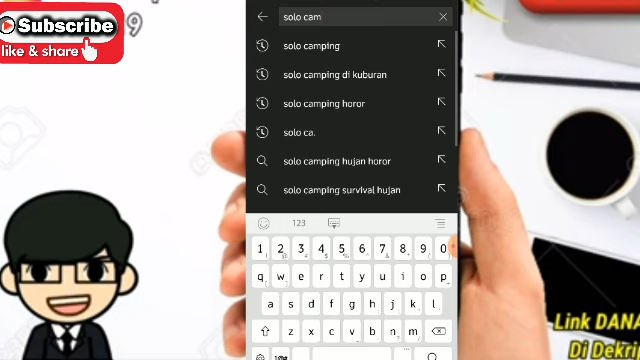 Subscribe
9
like & share
solo cam
solo camping
solo camping di kuburan
solo camping horor
solo ca.
solo camping hujan horor
solo camping survival hujan
123
1 2 3 4 5 6 7 8 9 0
q w e r t y u i o p
a s d f g h j k l
z x c v b n m
Link DANA
Di Dekri